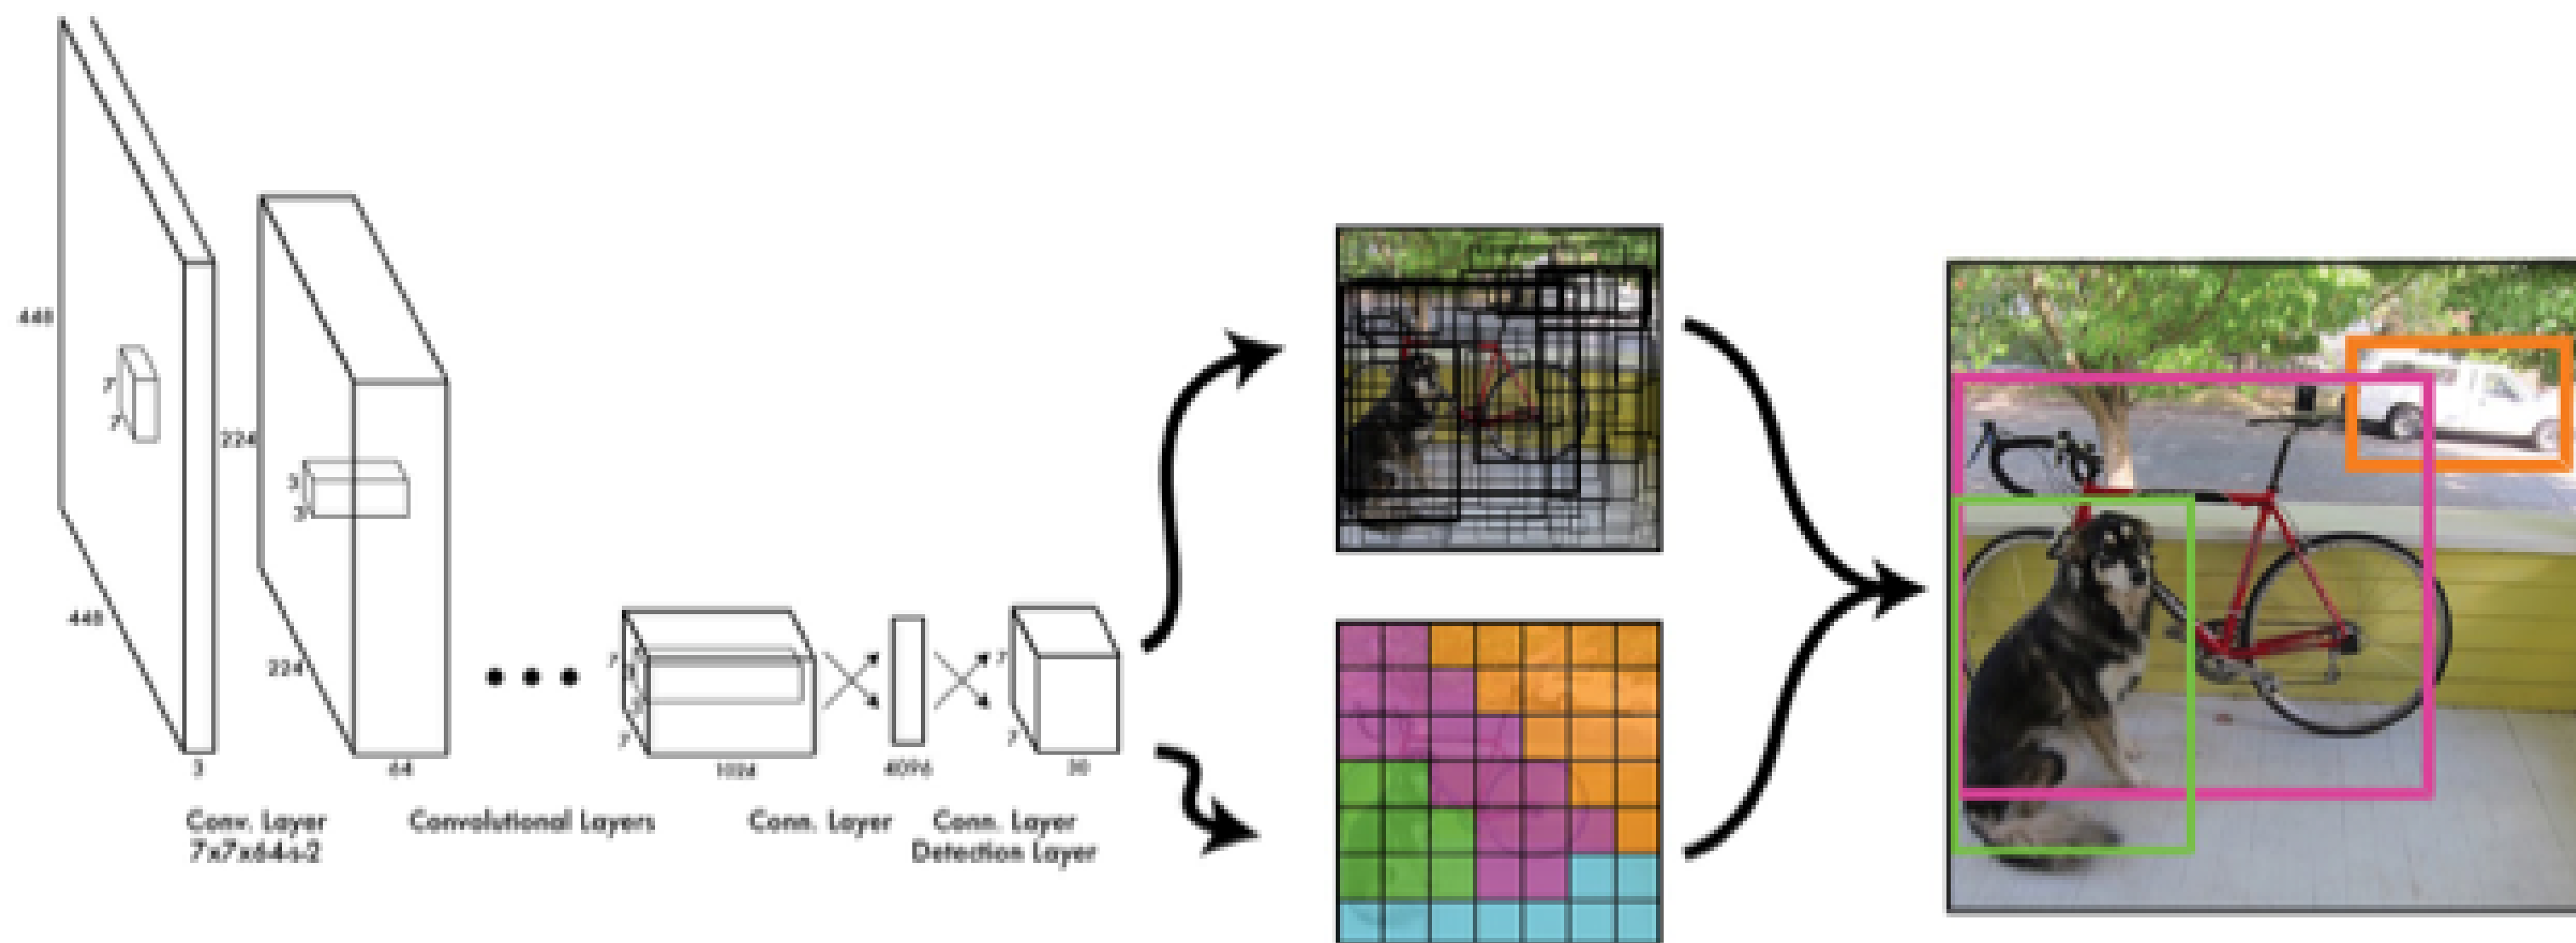 448
448
7
7
3
224
224
3
3
64
7
7
1024
4096
7
7
30
Conv. Layer
7x7x64-s-2
Convolutional Layers
Conn. Layer
Conn. Layer
Detection Layer